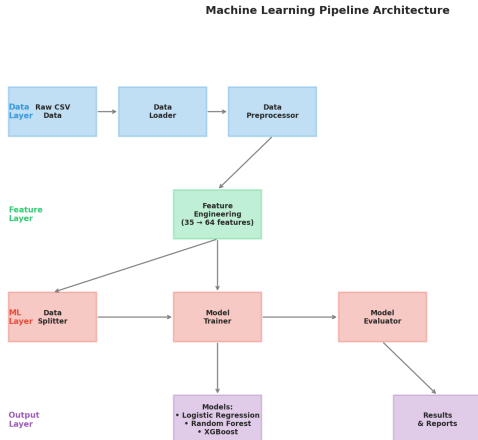 Machine Learning Pipeline Architecture
Data
Layer
Raw CSV
Data
Data
Loader
Data
Preprocessor
Feature
Layer
Feature
Engineering
(35 → 64 features)
ML
Layer
Data
Splitter
Model
Trainer
Model
Evaluator
Output
Layer
Models:
• Logistic Regression
• Random Forest
• XGBoost
Results
& Reports